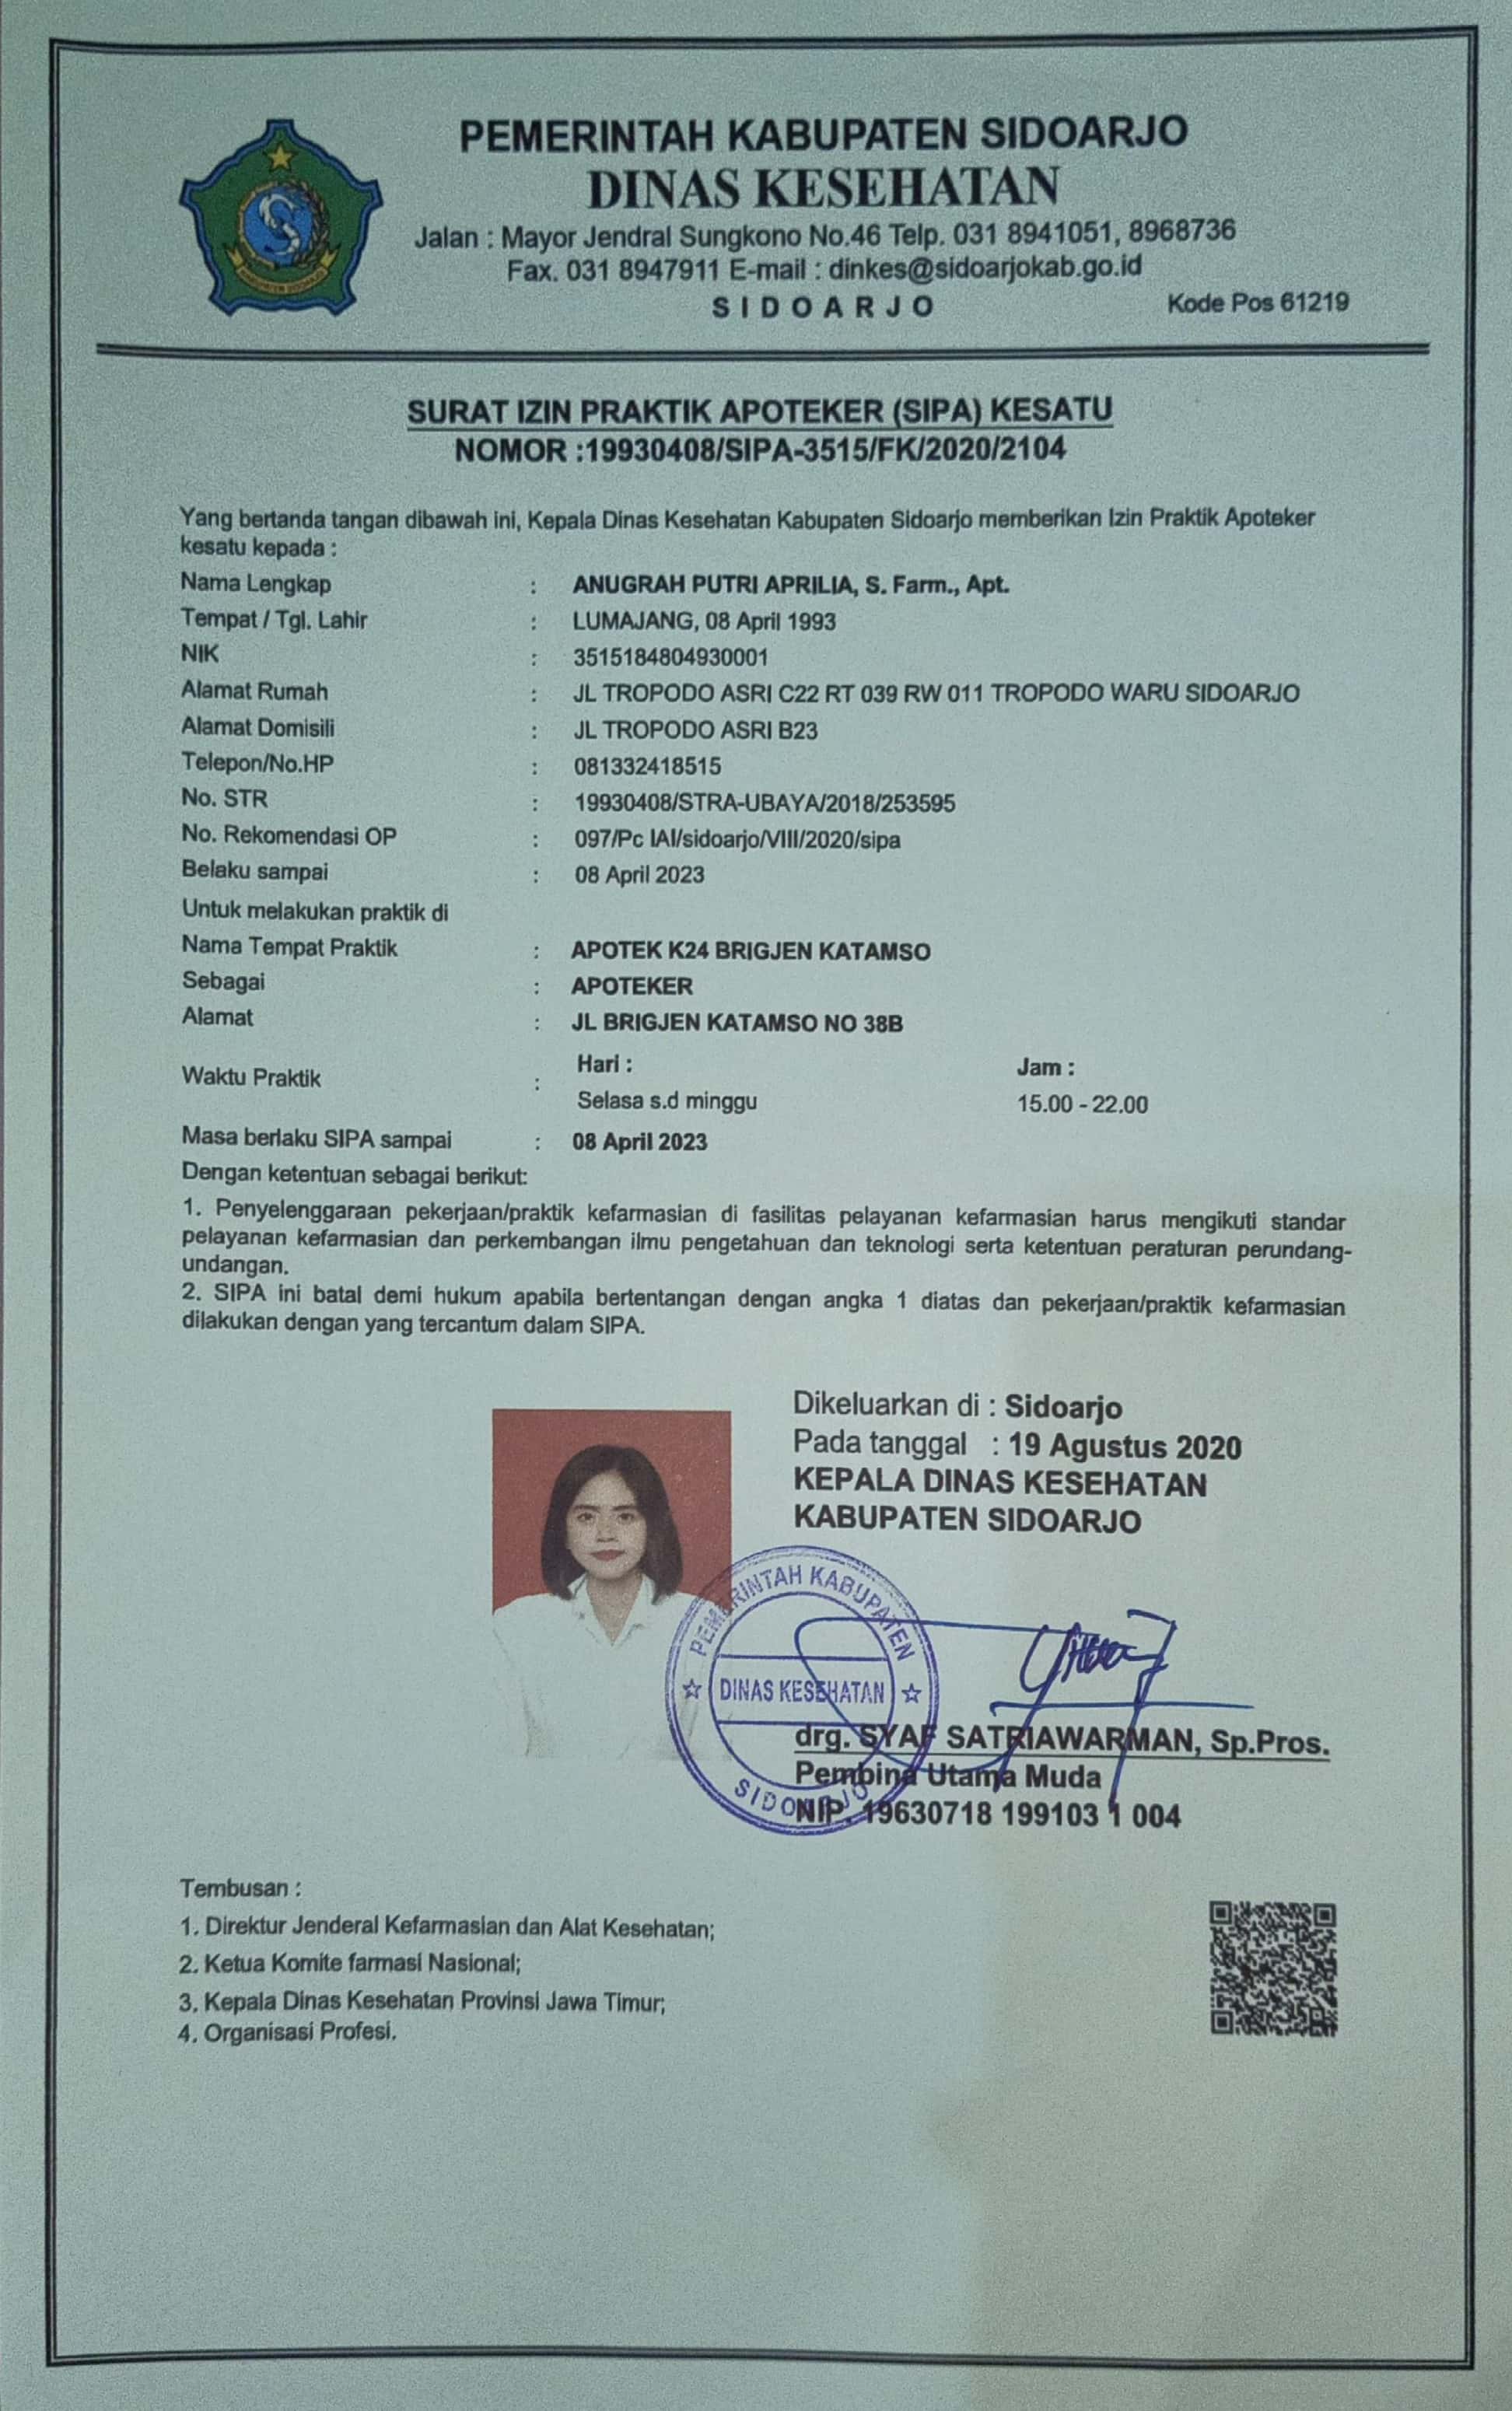 PEMERINTAH KABUPATEN SIDOARJO
DINAS KESEHATAN
Jalan : Mayor Jendral Sungkono No.46 Telp. 031 8941051, 8968736
Fax. 031 8947911 E-mail : dinkes@sidoarjokab.go.id
S I D O A R J O Kode Pos 61219
SURAT IZIN PRAKTIK APOTEKER (SIPA) KESATU
NOMOR :19930408/SIPA-3515/FK/2020/2104
Yang bertanda tangan dibawah ini, Kepala Dinas Kesehatan Kabupaten Sidoarjo memberikan Izin Praktik Apoteker
kesatu kepada :
Nama Lengkap : ANUGRAH PUTRI APRILIA, S. Farm., Apt.
Tempat / Tgl. Lahir : LUMAJANG, 08 April 1993
NIK : 3515184804930001
Alamat Rumah : JL TROPODO ASRI C22 RT 039 RW 011 TROPODO WARU SIDOARJO
Alamat Domisili : JL TROPODO ASRI B23
Telepon/No.HP : 081332418515
No. STR : 19930408/STRA-UBAYA/2018/253595
No. Rekomendasi OP : 097/Pc IAI/sidoarjo/VIII/2020/sipa
Belaku sampai : 08 April 2023
Untuk melakukan praktik di
Nama Tempat Praktik : APOTEK K24 BRIGJEN KATAMSO
Sebagai : APOTEKER
Alamat : JL BRIGJEN KATAMSO NO 38B
Hari : Jam :
Waktu Praktik :
Selasa s.d minggu 15.00 - 22.00
Masa berlaku SIPA sampai : 08 April 2023
Dengan ketentuan sebagai berikut:
1. Penyelenggaraan pekerjaan/praktik kefarmasian di fasilitas pelayanan kefarmasian harus mengikuti standar
pelayanan kefarmasian dan perkembangan ilmu pengetahuan dan teknologi serta ketentuan peraturan perundang-
undangan.
2. SIPA ini batal demi hukum apabila bertentangan dengan angka 1 diatas dan pekerjaan/praktik kefarmasian
dilakukan dengan yang tercantum dalam SIPA.
Dikeluarkan di : Sidoarjo
Pada tanggal : 19 Agustus 2020
KEPALA DINAS KESEHATAN
KABUPATEN SIDOARJO
PEMERINTAH KABUPATEN
DINAS KESEHATAN
SIDOARJO
drg. SYAF SATRIAWARMAN, Sp.Pros.
Pembina Utama Muda
NIP. 19630718 199103 1 004
Tembusan :
1. Direktur Jenderal Kefarmasian dan Alat Kesehatan;
2. Ketua Komite farmasi Nasional;
3. Kepala Dinas Kesehatan Provinsi Jawa Timur;
4. Organisasi Profesi.